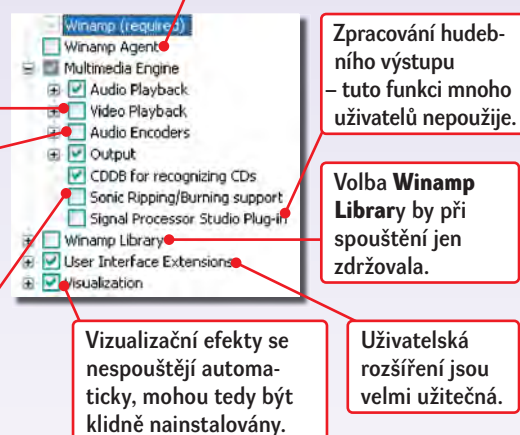 Winamp (required)
Winamp Agent
Multimedia Engine
Audio Playback
Video Playback
Audio Encoders
Output
CDDB for recognizing CDs
Sonic Ripping/Burning support
Signal Processor Studio Plug-in
Winamp Library
User Interface Extensions
Visualization
Zpracování hudeb-
ního výstupu
– tuto funkci mnoho
uživatelů nepoužije.
Volba Winamp
Library by při
spouštění jen
zdržovala.
Vizualizační efekty se
nespouštějí automa-
ticky, mohou tedy být
klidně nainstalovány.
Uživatelská
rozšíření jsou
velmi užitečná.